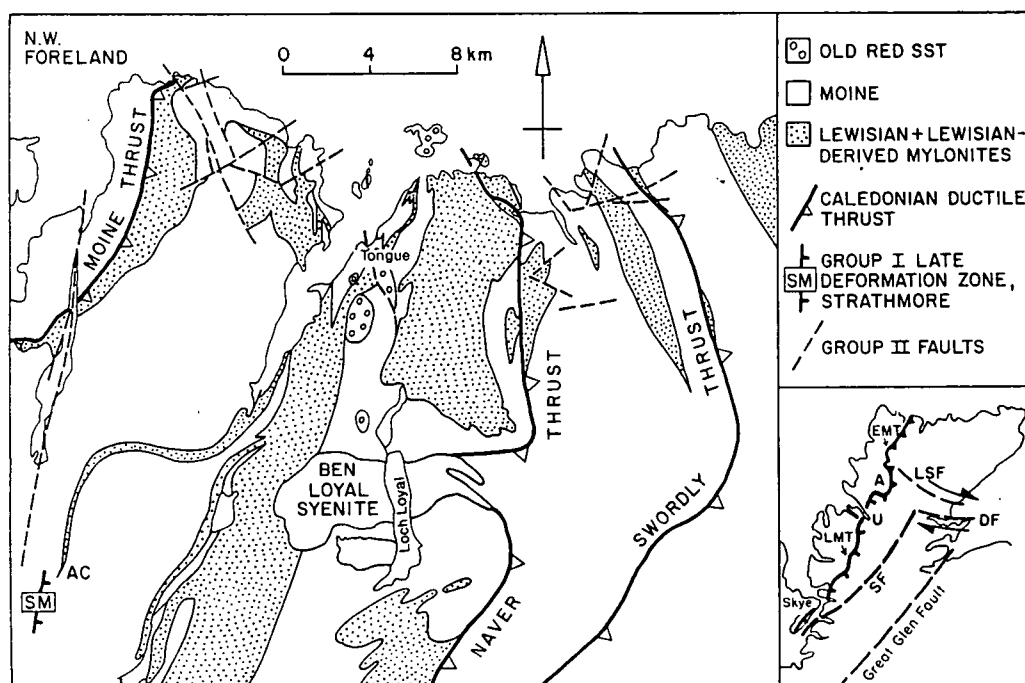 N.W.
FORELAND
0 4 8 km
MOINE
THRUST
Tongue
THRUST
THRUST
SWORDLY
BEN
LOYAL
SYENITE
Loch Loyal
NAVER
AC
SM
OLD RED SST
MOINE
LEWISIAN+LEWISIAN-
DERIVED MYLONITES
CALEDONIAN DUCTILE
THRUST
GROUP I LATE
SM DEFORMATION ZONE,
STRATHMORE
GROUP II FAULTS
EMT
A
LSF
U
DF
LMT
SF
Skye
Great Glen Fault